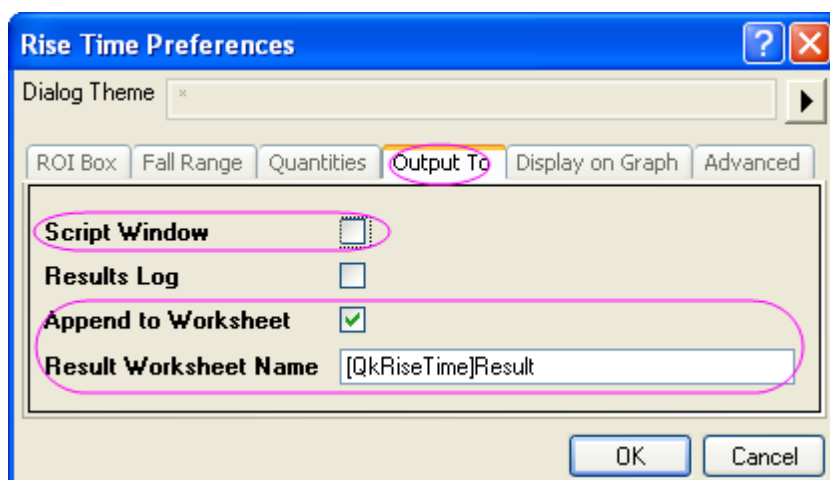 Rise Time Preferences
Dialog Theme *
ROI Box Fall Range Quantities Output To Display on Graph Advanced
Script Window
Results Log
Append to Worksheet
Result Worksheet Name [QkRiseTime]Result
OK Cancel